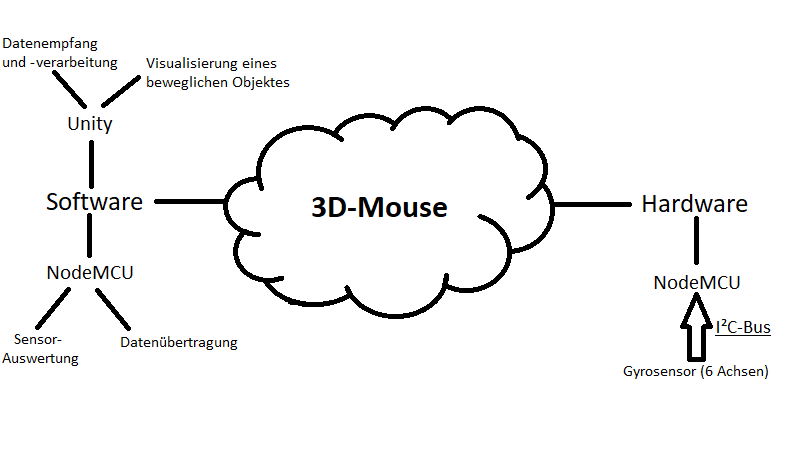 Datenempfang
und -verarbeitung
Visualisierung eines
beweglichen Objektes
Unity
Software
NodeMCU
Sensor-
Auswertung
Datenübertragung
3D-Mouse
Hardware
NodeMCU
I²C-Bus
Gyrosensor (6 Achsen)